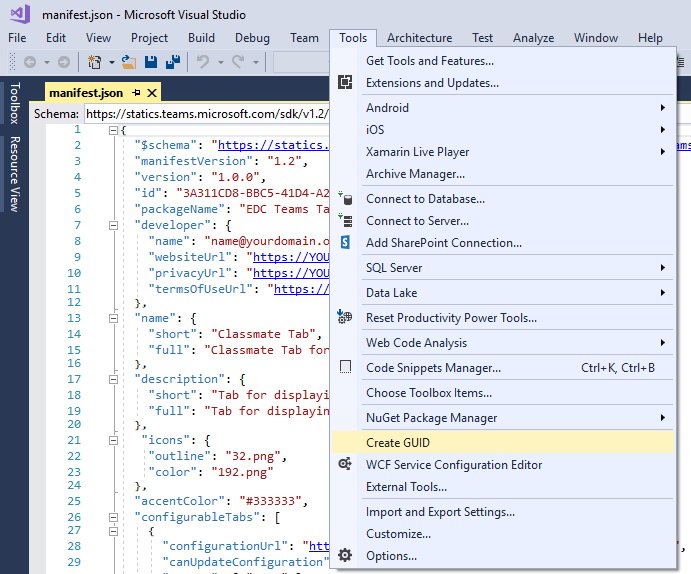 manifest.json - Microsoft Visual Studio
File Edit View Project Build Debug Team Tools Architecture Test Analyze Window Help
manifest.json
Toolbox
Resource View
Schema: https://statics.teams.microsoft.com/sdk/v1.2/
1 {
2 "$schema": "https://statics.
3 "manifestVersion": "1.2",
4 "version": "1.0.0",
5 "id": "3A311CD8-BBC5-41D4-A2
6 "packageName": "EDC Teams Ta
7 "developer": {
8 "name": "name@yourdomain.o
9 "websiteUrl": "https://YOU
10 "privacyUrl": "https://YOU
11 "termsOfUseUrl": "https://
12 },
13 "name": {
14 "short": "Classmate Tab",
15 "full": "Classmate Tab for
16 },
17 "description": {
18 "short": "Tab for displayin
19 "full": "Tab for displayin
20 },
21 "icons": {
22 "outline": "32.png",
23 "color": "192.png"
24 },
25 "accentColor": "#333333",
26 "configurableTabs": [
27 {
28 "configurationUrl": "htt
29 "canUpdateConfiguration"
Get Tools and Features...
Extensions and Updates...
Android
iOS
Xamarin Live Player
Archive Manager...
Connect to Database...
Connect to Server...
Add SharePoint Connection...
SQL Server
Data Lake
Reset Productivity Power Tools...
Web Code Analysis
Code Snippets Manager... Ctrl+K, Ctrl+B
Choose Toolbox Items...
NuGet Package Manager
Create GUID
WCF Service Configuration Editor
External Tools...
Import and Export Settings...
Customize...
Options...